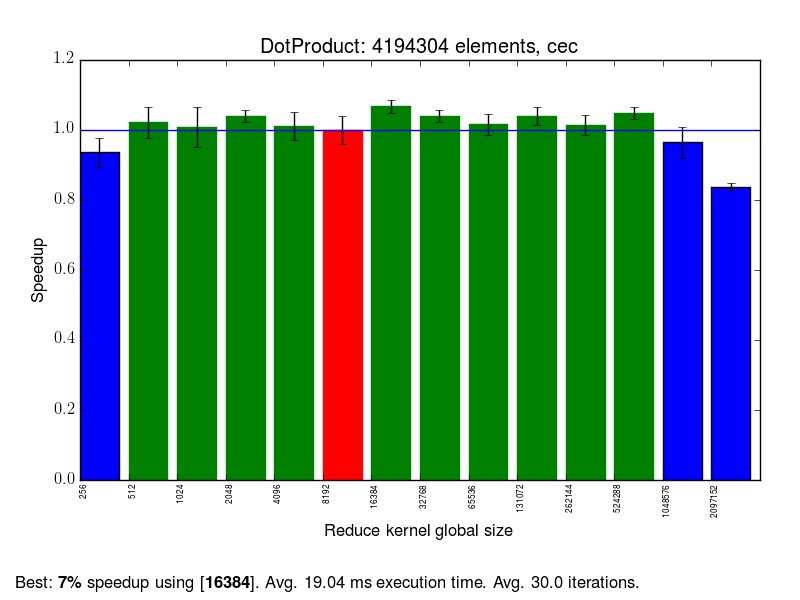 DotProduct: 4194304 elements, cec
1.2
1.0
0.8
0.6
0.4
0.2
0.0
Speedup
256 512 1024 2048 4096 8192 16384 32768 65536 131072 262144 524288 1048576 2097152
Reduce kernel global size
Best: 7% speedup using [16384]. Avg. 19.04 ms execution time. Avg. 30.0 iterations.